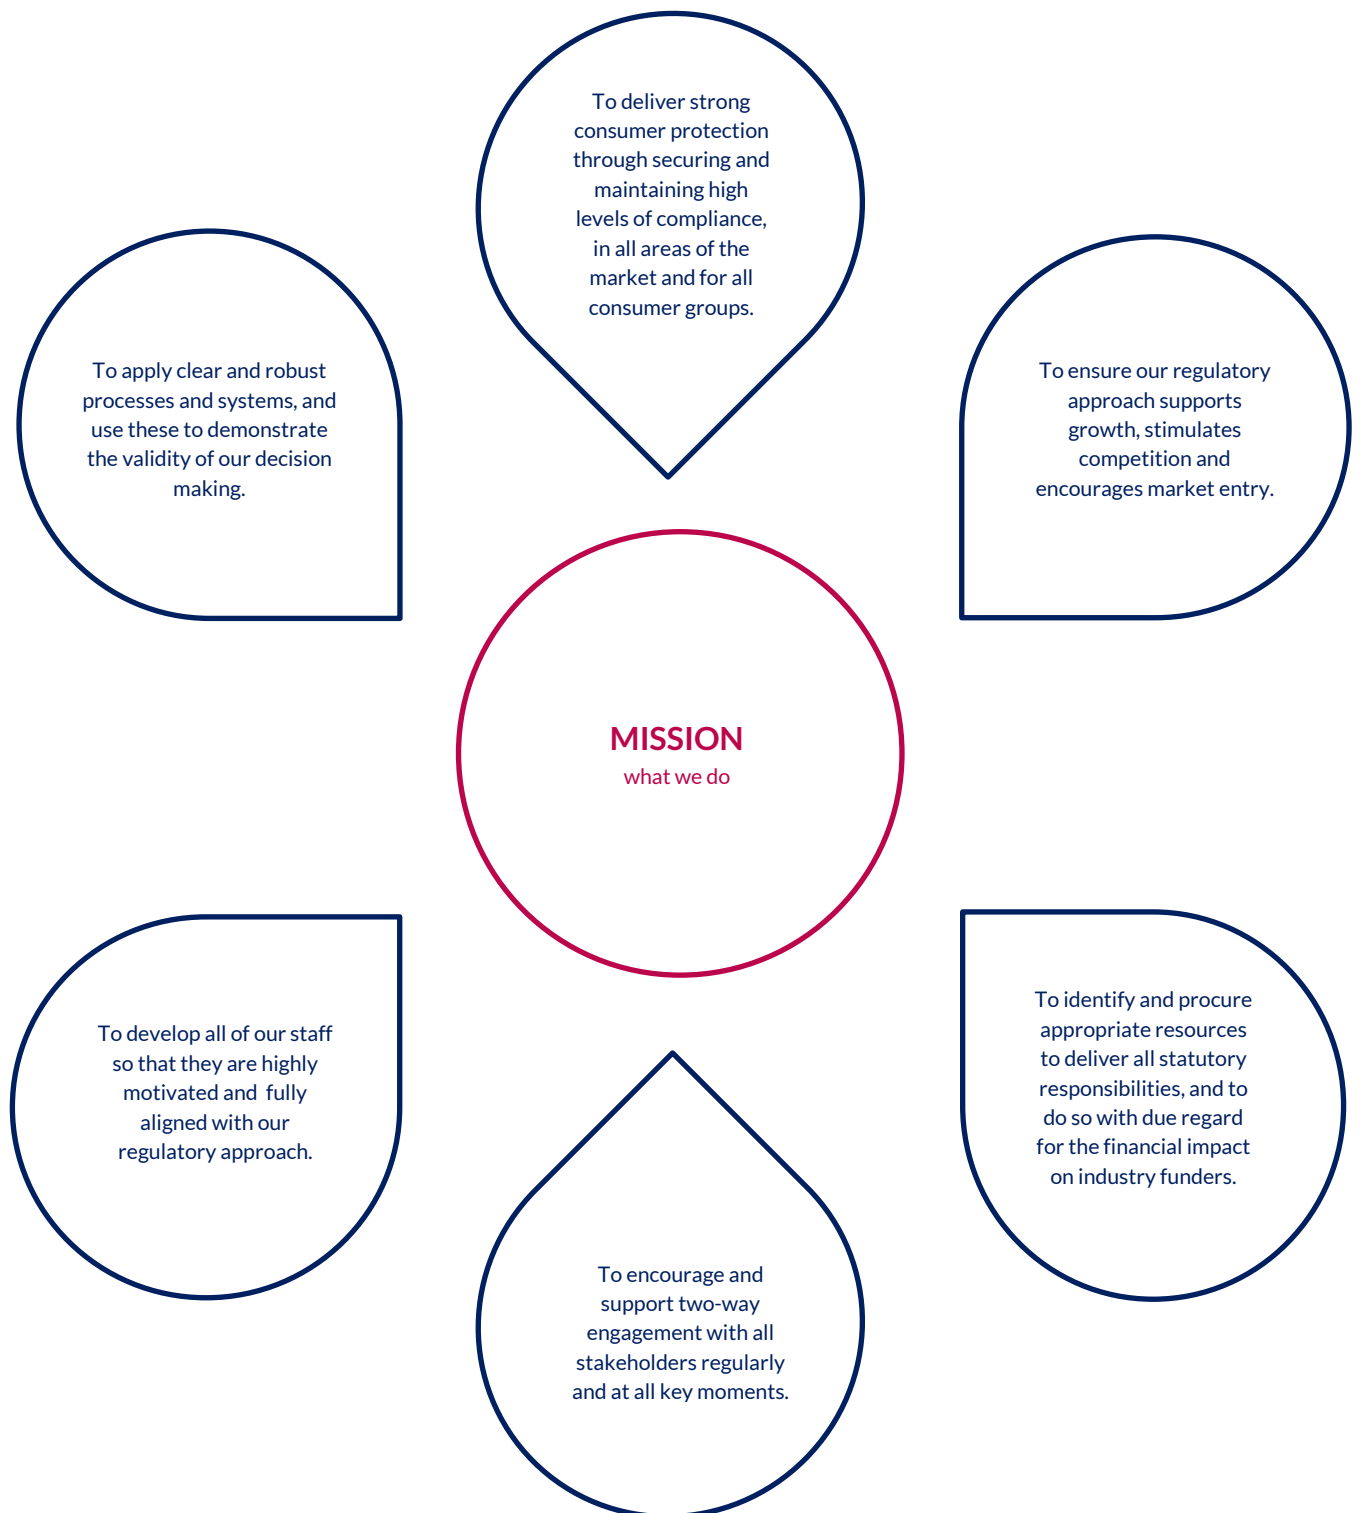 To deliver strong
consumer protection
through securing and
maintaining high
levels of compliance,
in all areas of the
market and for all
consumer groups.
To apply clear and robust
processes and systems, and
use these to demonstrate
the validity of our decision
making.
To ensure our regulatory
approach supports
growth, stimulates
competition and
encourages market entry.
MISSION
what we do
To develop all of our staff
so that they are highly
motivated and  fully
aligned with our
regulatory approach.
To identify and procure
appropriate resources
to deliver all statutory
responsibilities, and to
do so with due regard
for the financial impact
on industry funders.
To encourage and
support two-way
engagement with all
stakeholders regularly
and at all key moments.